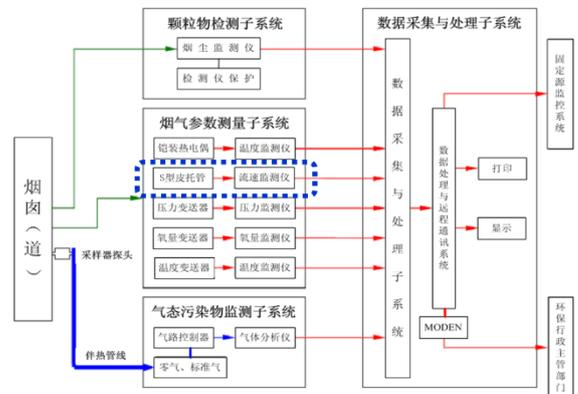 颗粒物检测子系统
烟尘监测仪
检测仪保护
烟气参数测量子系统
铠装热电偶
温度监测仪
S型皮托管
流速监测仪
压力变送器
压力监测仪
氧量变送器
氧量监测仪
温度变送器
温度监测仪
气态污染物监测子系统
气路控制器
气体分析仪
零气、标准气
烟囱（道）
采样器探头
伴热管线
数据采集与处理子系统
数据采集与处理子系统
数据处理与远程通讯系统
MODEN
固定源监控系统
打印
显示
环保行政主管部门